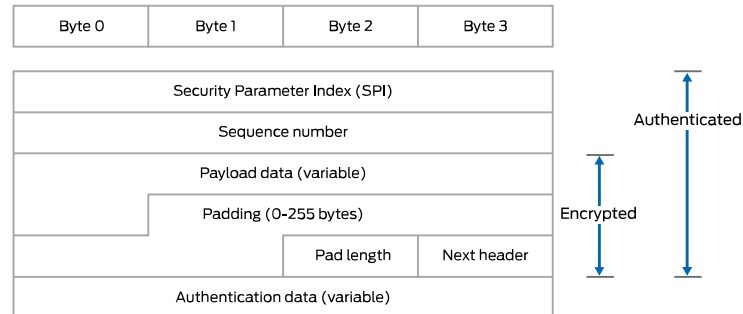 Byte 0 Byte 1 Byte 2 Byte 3
Security Parameter Index (SPI)
Authenticated
Sequence number
Payload data (variable)
Padding (0-255 bytes)
Encrypted
Pad length Next header
Authentication data (variable)